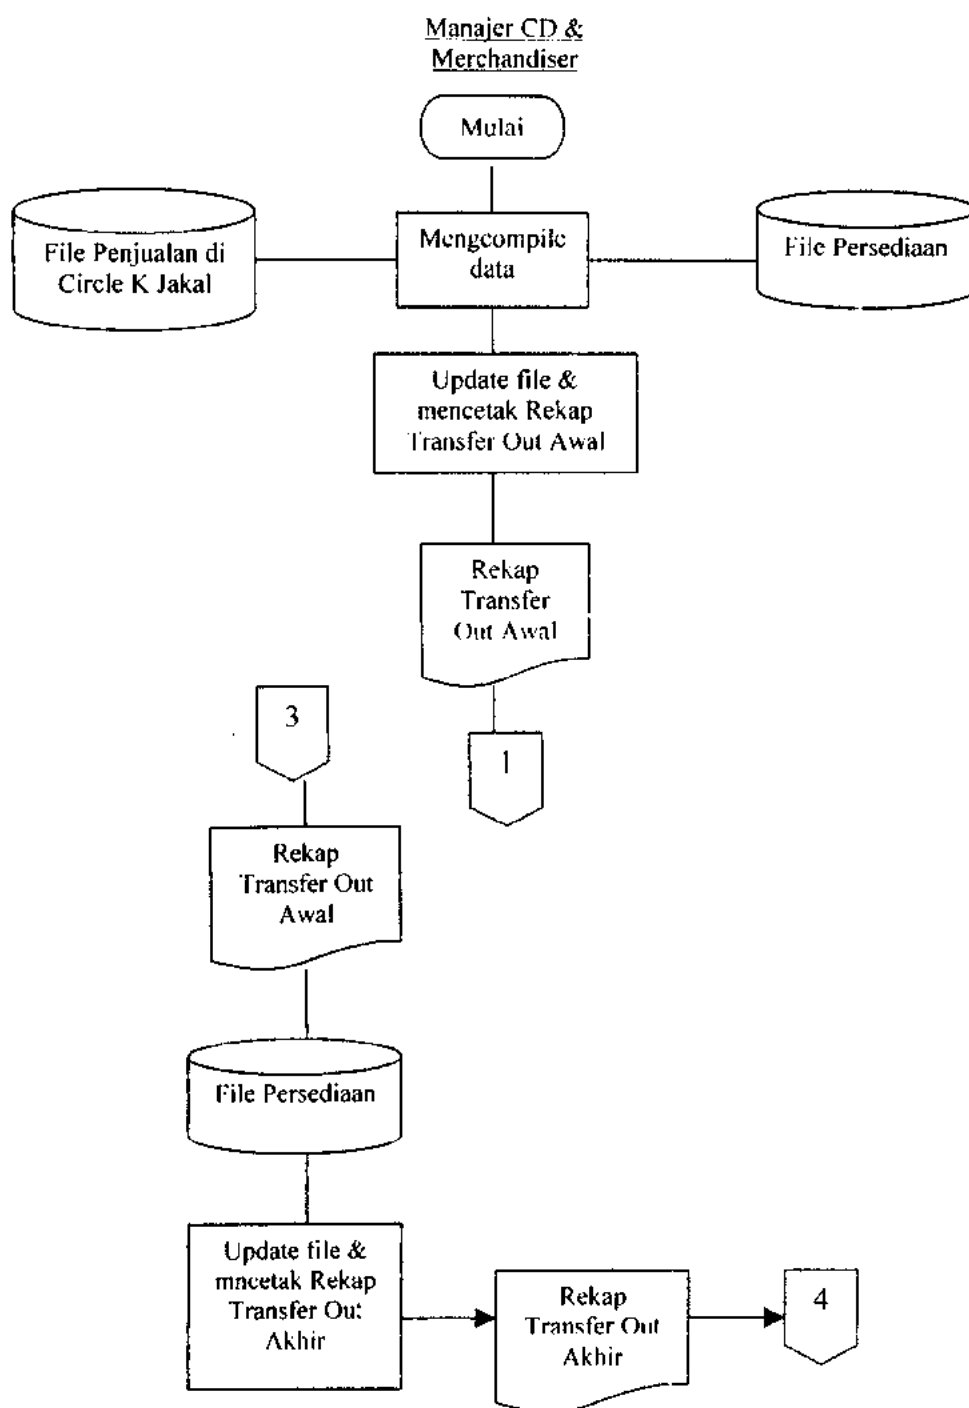 Manajer CD &
Merchandiser
Mulai
File Penjualan di
Circle K Jakal
Mengcompile
data
File Persediaan
Update file &
mencetak Rekap
Transfer Out Awal
Rekap
Transfer
Out Awal
3
1
Rekap
Transfer Out
Awal
File Persediaan
Update file &
mncetak Rekap
Transfer Out
Akhir
Rekap
Transfer Out
Akhir
4